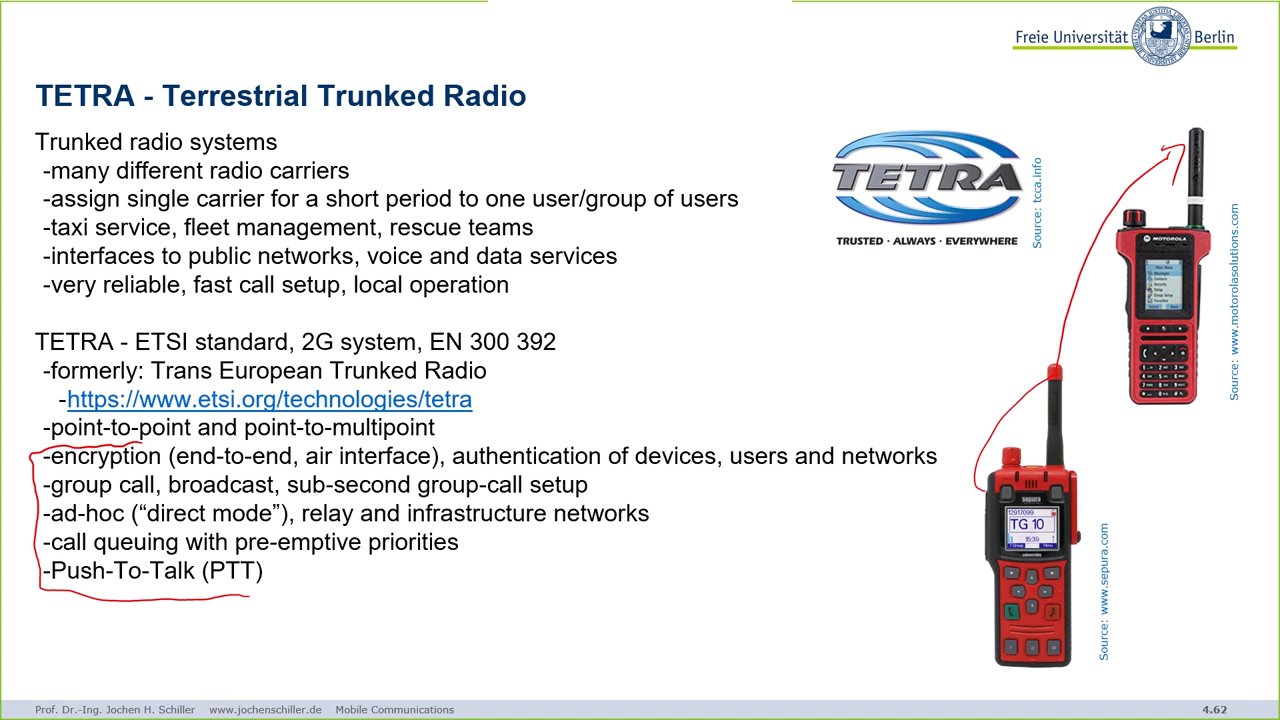 Freie Universität Berlin
TETRA - Terrestrial Trunked Radio
Trunked radio systems
-many different radio carriers
-assign single carrier for a short period to one user/group of users
-taxi service, fleet management, rescue teams
-interfaces to public networks, voice and data services
-very reliable, fast call setup, local operation
TETRA - ETSI standard, 2G system, EN 300 392
-formerly: Trans European Trunked Radio
-https://www.etsi.org/technologies/tetra
-point-to-point and point-to-multipoint
-encryption (end-to-end, air interface), authentication of devices, users and networks
-group call, broadcast, sub-second group-call setup
-ad-hoc (“direct mode”), relay and infrastructure networks
-call queuing with pre-emptive priorities
-Push-To-Talk (PTT)
TETRA
TRUSTED · ALWAYS · EVERYWHERE
Source: tcca.info
MOTOROLA
Source: www.motorolasolutions.com
sepura
12917099
TG 10
15:39
Source: www.sepura.com
Prof. Dr.-Ing. Jochen H. Schiller www.jochenschiller.de Mobile Communications
4.62